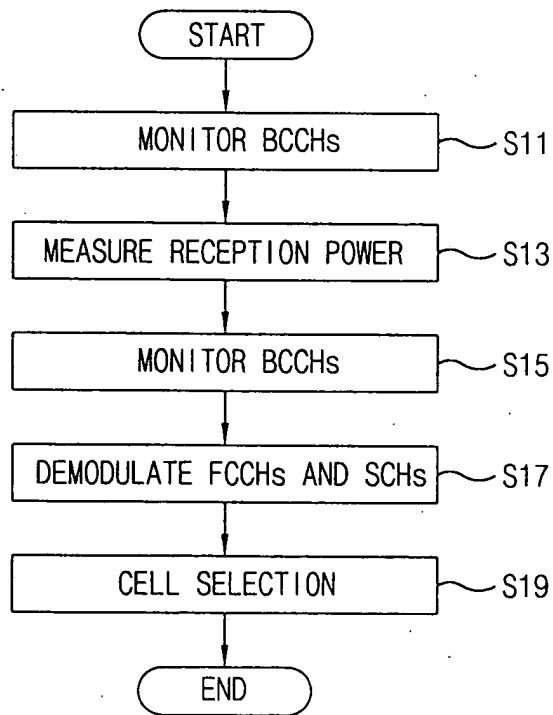 START
MONITOR BCCHs
S11
MEASURE RECEPTION POWER
S13
MONITOR BCCHs
S15
DEMODULATE FCCHs AND SCHs
S17
CELL SELECTION
S19
END